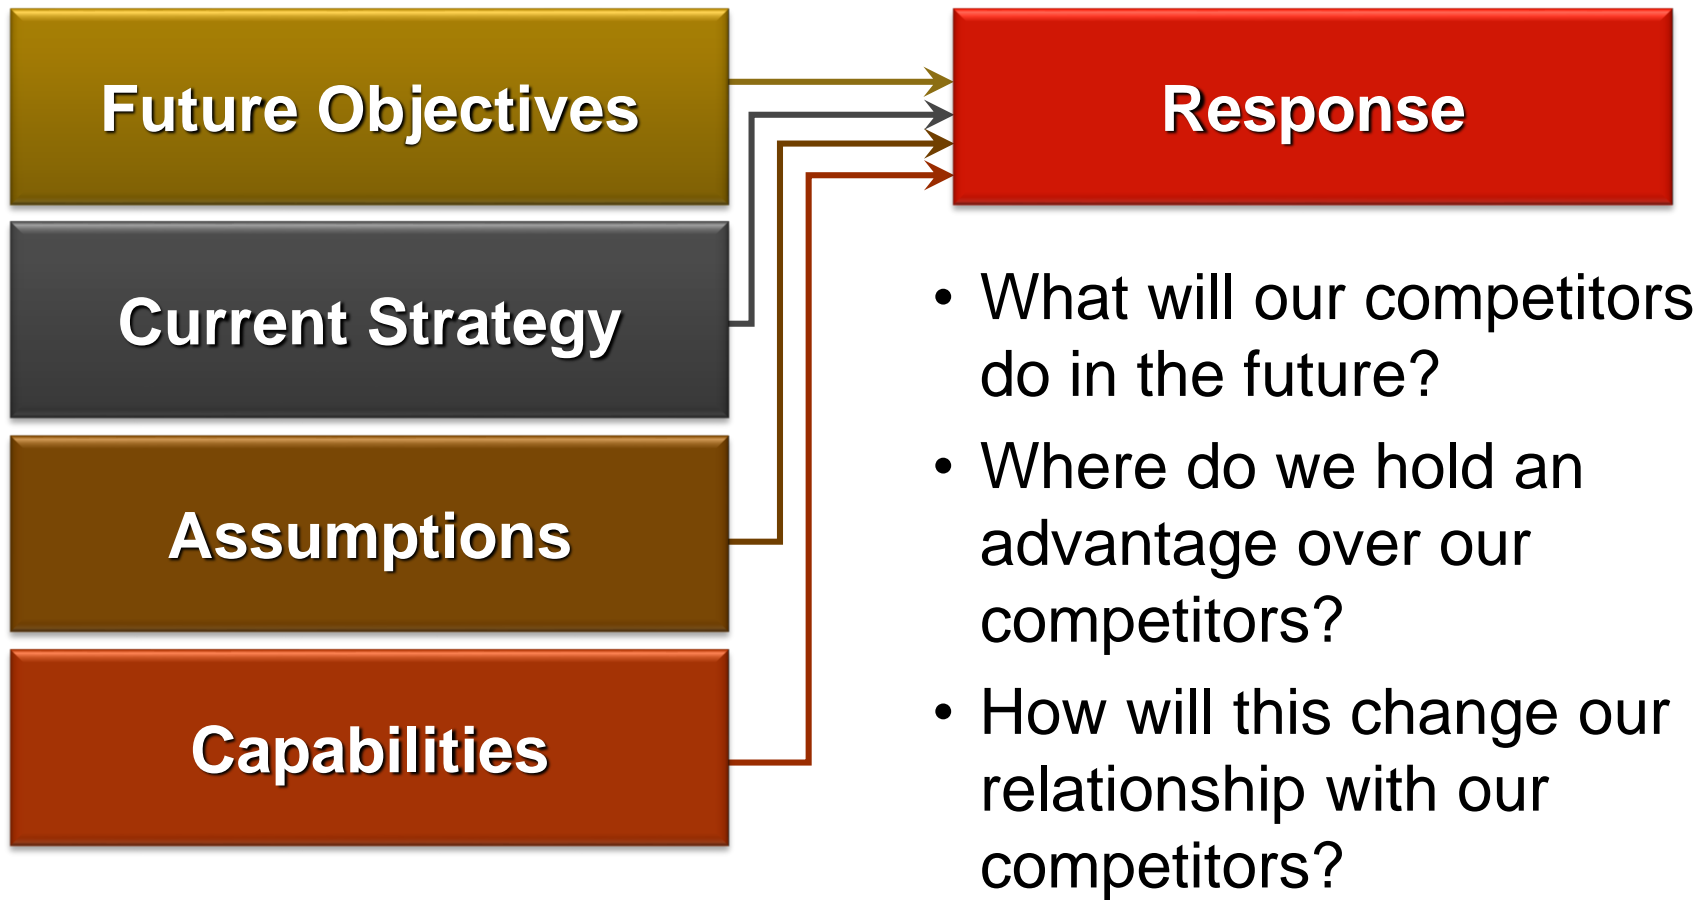 Future Objectives
Current Strategy
Assumptions
Capabilities
Response
• What will our competitors
do in the future?
• Where do we hold an
advantage over our
competitors?
• How will this change our
relationship with our
competitors?